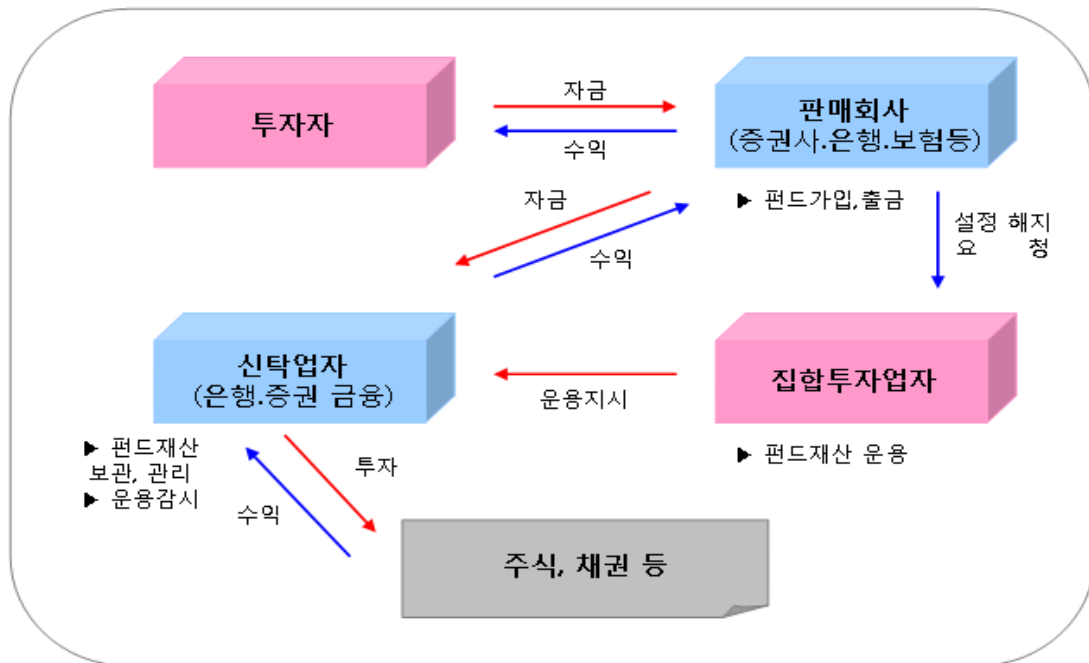 투자자
자금
수익
판매회사
(증권사.은행.보험등)
▶ 펀드가입,출금
자금
수익
설정 해지
요 청
신탁업자
(은행.증권 금융)
▶ 펀드재산
보관, 관리
▶ 운용감시
운용지시
집합투자업자
▶ 펀드재산 운용
투자
수익
주식, 채권 등